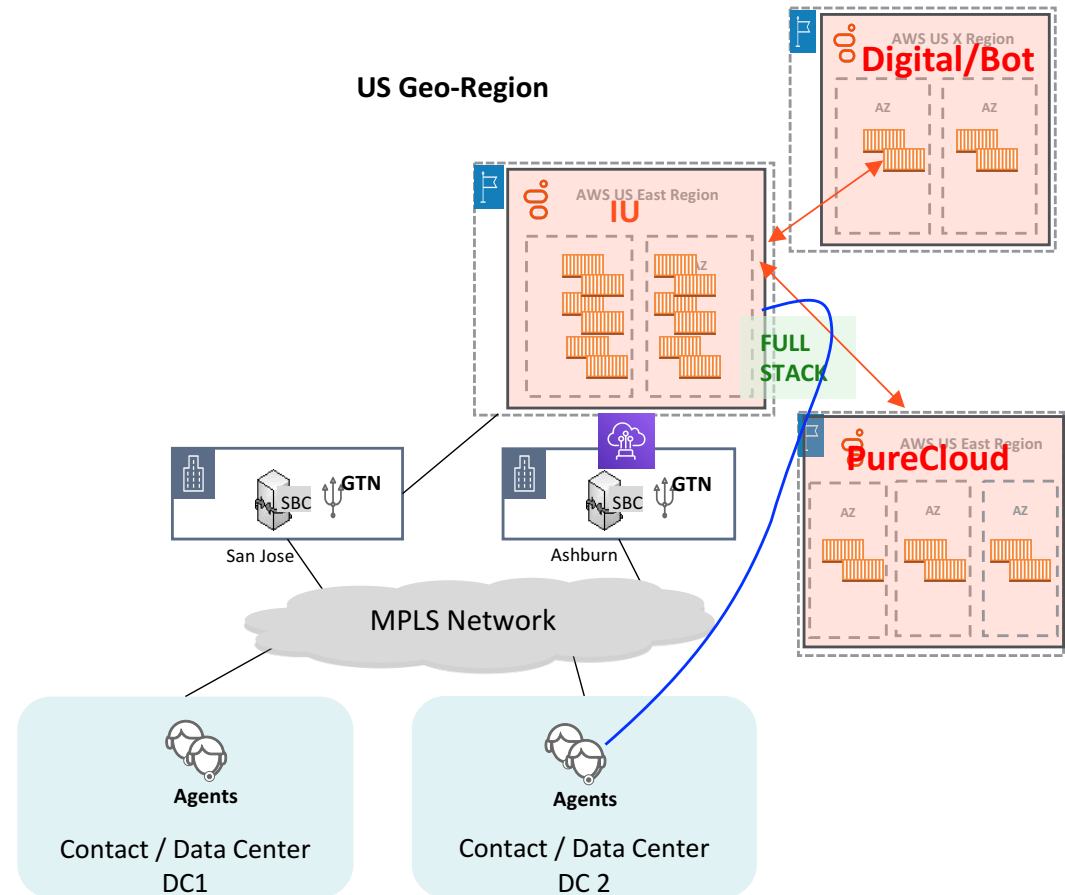 US Geo-Region
AWS US X Region
Digital/Bot
AZ
AZ
AWS US East Region
IU
AZ
FULL
STACK
AWS US East Region
PureCloud
AZ
AZ
AZ
SBC
GTN
San Jose
SBC
GTN
Ashburn
MPLS Network
Agents
Contact / Data Center
DC1
Agents
Contact / Data Center
DC 2